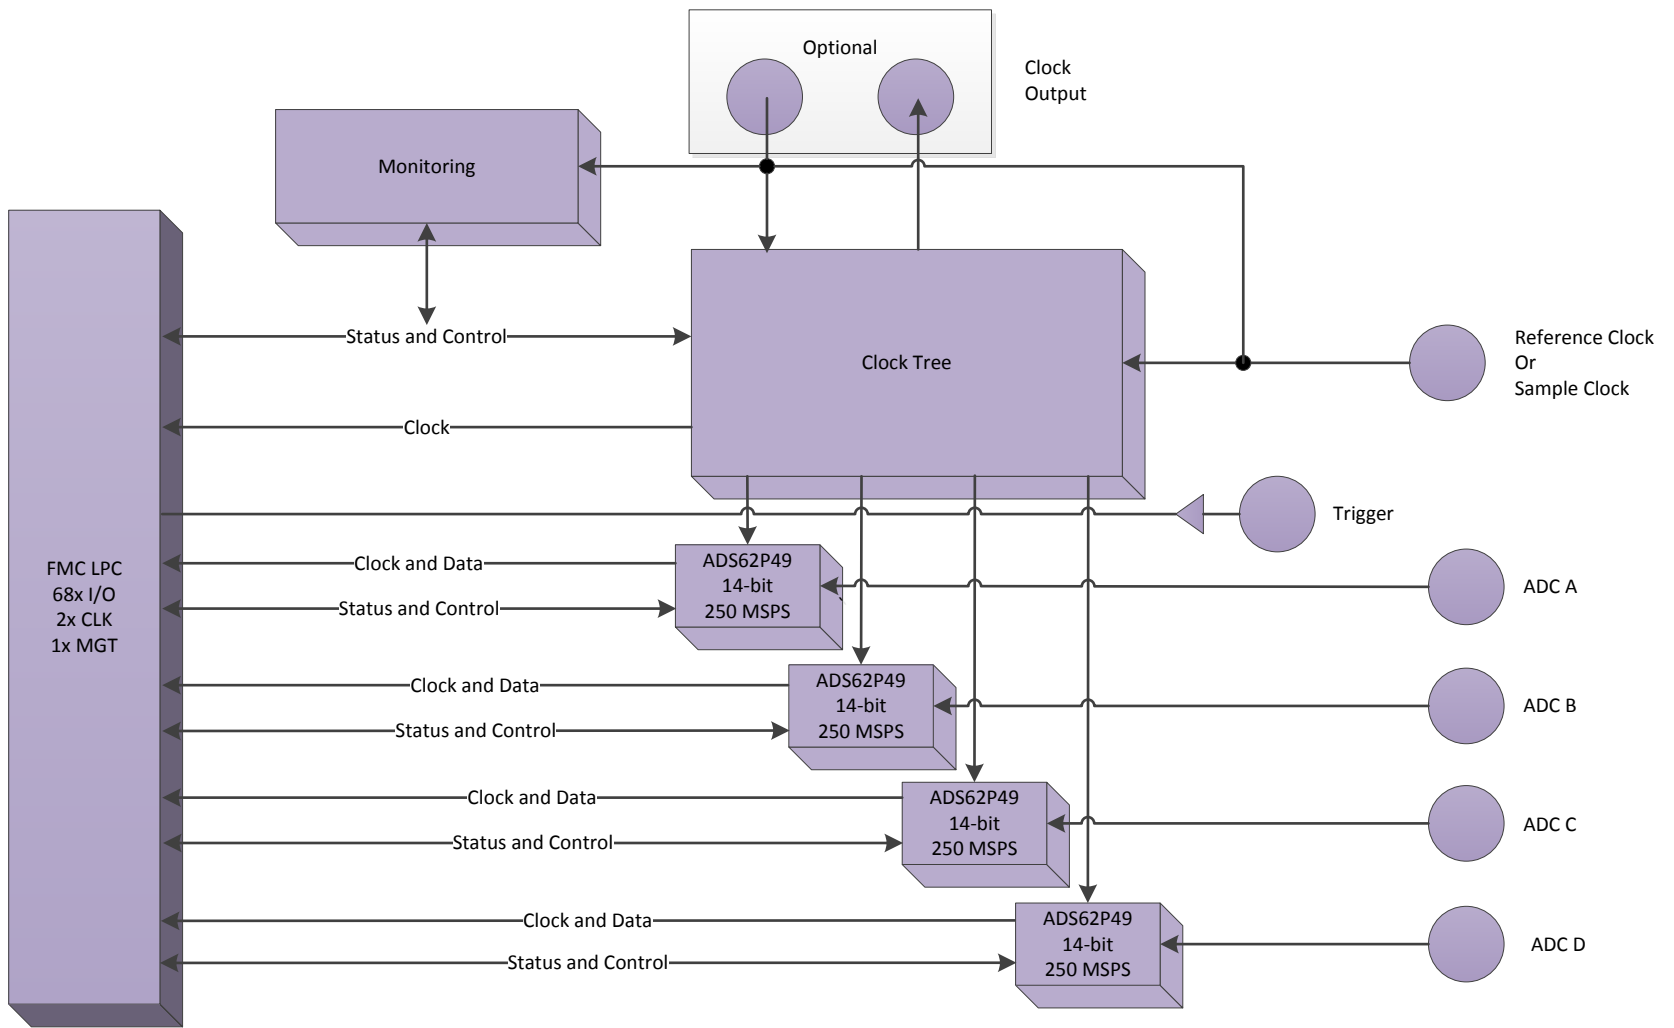 Optional
Clock
Output
Monitoring
Status and Control
Clock Tree
Reference Clock
Or
Sample Clock
Clock
Trigger
FMC LPC
68x I/O
2x CLK
1x MGT
Clock and Data
Status and Control
ADS62P49
14-bit
250 MSPS
ADC A
Clock and Data
Status and Control
ADS62P49
14-bit
250 MSPS
ADC B
Clock and Data
Status and Control
ADS62P49
14-bit
250 MSPS
ADC C
Clock and Data
Status and Control
ADS62P49
14-bit
250 MSPS
ADC D